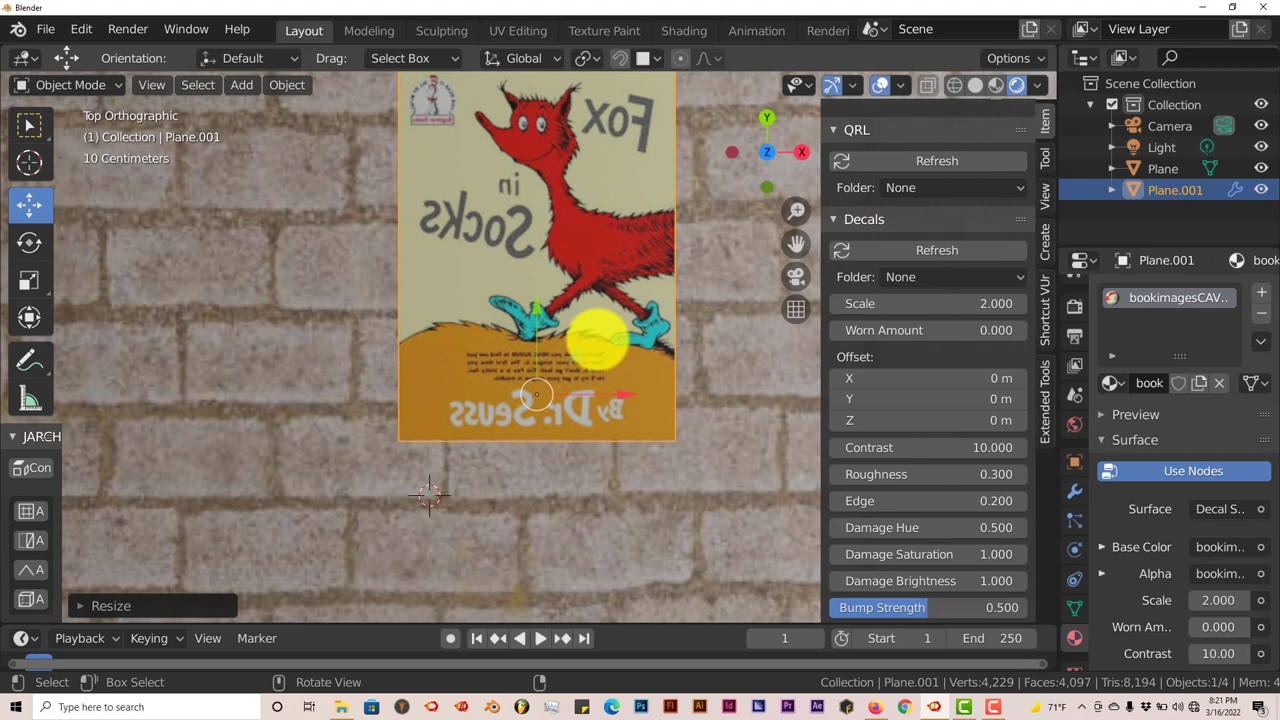 Blender
File Edit Render Window Help Layout Modeling Sculpting UV Editing Texture Paint Shading Animation Renderi Scene View Layer
Orientation: Default Drag: Select Box Global Options
Object Mode View Select Add Object
Top Orthographic
(1) Collection | Plane.001
10 Centimeters
Fox
in
Socks
By Dr. Seuss
Y
Z
X
JARCH
Con
A
A
A
A
Resize
QRL
Refresh
Folder: None
Decals
Refresh
Folder: None
Scale 2.000
Worn Amount 0.000
Offset:
X 0 m
Y 0 m
Z 0 m
Contrast 10.000
Roughness 0.300
Edge 0.200
Damage Hue 0.500
Damage Saturation 1.000
Damage Brightness 1.000
Bump Strength 0.500
Item
Tool
View
Create
Shortcut VUr
Extended Levels
Scene Collection
Collection
Camera
Light
Plane
Plane.001
Plane.001 book
bookimagesCAV..
book
Preview
Surface
Use Nodes
Surface Decal S..
Base Color bookim..
Alpha bookim..
Scale 2.000
Worn Am.. 0.000
Contrast 10.00
Playback Keying View Marker 1 Start 1 End 250
Select Box Select Rotate View Collection | Plane.001 | Verts:4,229 | Faces:4,097 | Tris:8,194 | Objects:1/4 | Mem: 4
Type here to search
71°F
8:21 PM
3/16/2022